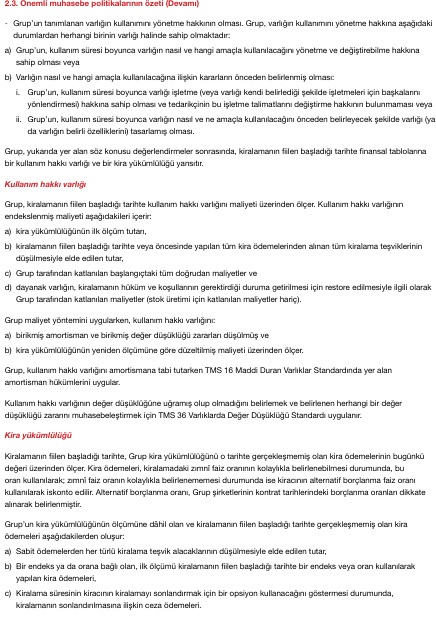 2.3. Önemli muhasebe politikalarının özeti (Devamı)
- Grup'un tanımlanan varlığın kullanımını yönetme hakkının olması. Grup, varlığın kullanımını yönetme hakkına aşağıdaki
durumlardan herhangi birinin varlığı halinde sahip olmaktadır:
a) Grup'un, kullanım süresi boyunca varlığın nasıl ve hangi amaçla kullanılacağını yönetme ve değiştirebilme hakkına
sahip olması veya
b) Varlığın nasıl ve hangi amaçla kullanılacağına ilişkin kararların önceden belirlenmiş olması:
i. Grup'un, kullanım süresi boyunca varlığı işletme (veya varlığı kendi belirlediği şekilde işletmeleri için başkalarını
yönlendirmesi) hakkına sahip olması ve tedarikçinin bu işletme talimatlarını değiştirme hakkının bulunmaması veya
ii. Grup'un, kullanım süresi boyunca varlığın nasıl ve ne amaçla kullanılacağını önceden belirleyecek şekilde varlığı (ya
da varlığın belirli özelliklerini) tasarlamış olması.
Grup, yukarıda yer alan söz konusu değerlendirmeler sonrasında, kiralamanın fiilen başladığı tarihte finansal tablolarına
bir kullanım hakkı varlığı ve bir kira yükümlülüğü yansıtır.
Kullanım hakkı varlığı
Grup, kiralamanın fiilen başladığı tarihte kullanım hakkı varlığını maliyeti üzerinden ölçer. Kullanım hakkı varlığının
endekslenmiş maliyeti aşağıdakileri içerir:
a) kira yükümlülüğünün ilk ölçüm tutarı,
b) kiralamanın fiilen başladığı tarihte veya öncesinde yapılan tüm kira ödemelerinden alınan tüm kiralama teşviklerinin
düşülmesiyle elde edilen tutar,
c) Grup tarafından katlanılan başlangıçtaki tüm doğrudan maliyetler ve
d) dayanak varlığın, kiralamanın hüküm ve koşullarının gerektirdiği duruma getirilmesi için restore edilmesiyle ilgili olarak
Grup tarafından katlanılan maliyetler (stok üretimi için katlanılan maliyetler hariç).
Grup maliyet yöntemini uygularken, kullanım hakkı varlığını:
a) birikmiş amortisman ve birikmiş değer düşüklüğü zararları düşülmüş ve
b) kira yükümlülüğünün yeniden ölçümüne göre düzeltilmiş maliyeti üzerinden ölçer.
Grup, kullanım hakkı varlığını amortismana tabi tutarken TMS 16 Maddi Duran Varlıklar Standardında yer alan
amortisman hükümlerini uygular.
Kullanım hakkı varlığının değer düşüklüğüne uğramış olup olmadığını belirlemek ve belirlenen herhangi bir değer
düşüklüğü zararını muhasebeleştirmek için TMS 36 Varlıklarda Değer Düşüklüğü Standardı uygulanır.
Kira yükümlülüğü
Kiralamanın fiilen başladığı tarihte, Grup kira yükümlülüğünü o tarihte gerçekleşmemiş olan kira ödemelerinin bugünkü
değeri üzerinden ölçer. Kira ödemeleri, kiralamadaki zımnî faiz oranının kolaylıkla belirlenebilmesi durumunda, bu
oran kullanılarak; zımnî faiz oranın kolaylıkla belirlenememesi durumunda ise kiracının alternatif borçlanma faiz oranı
kullanılarak iskonto edilir. Alternatif borçlanma oranı, Grup şirketlerinin kontrat tarihlerindeki borçlanma oranları dikkate
alınarak belirlenmiştir.
Grup'un kira yükümlülüğünün ölçümüne dâhil olan ve kiralamanın fiilen başladığı tarihte gerçekleşmemiş olan kira
ödemeleri aşağıdakilerden oluşur:
a) Sabit ödemelerden her türlü kiralama teşvik alacaklarının düşülmesiyle elde edilen tutar,
b) Bir endeks ya da orana bağlı olan, ilk ölçümü kiralamanın fiilen başladığı tarihte bir endeks veya oran kullanılarak
yapılan kira ödemeleri,
c) Kiralama süresinin kiracının kiralamayı sonlandırmak için bir opsiyon kullanacağını göstermesi durumunda,
kiralamanın sonlandırılmasına ilişkin ceza ödemeleri.